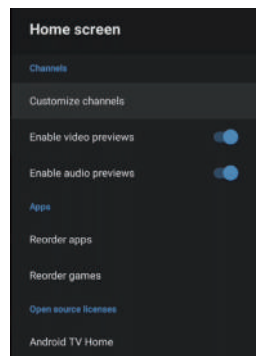 Home screen
Channels
Customize channels
Enable video previews
Enable audio previews
Apps
Reorder apps
Reorder games
Open source licenses
Android TV Home